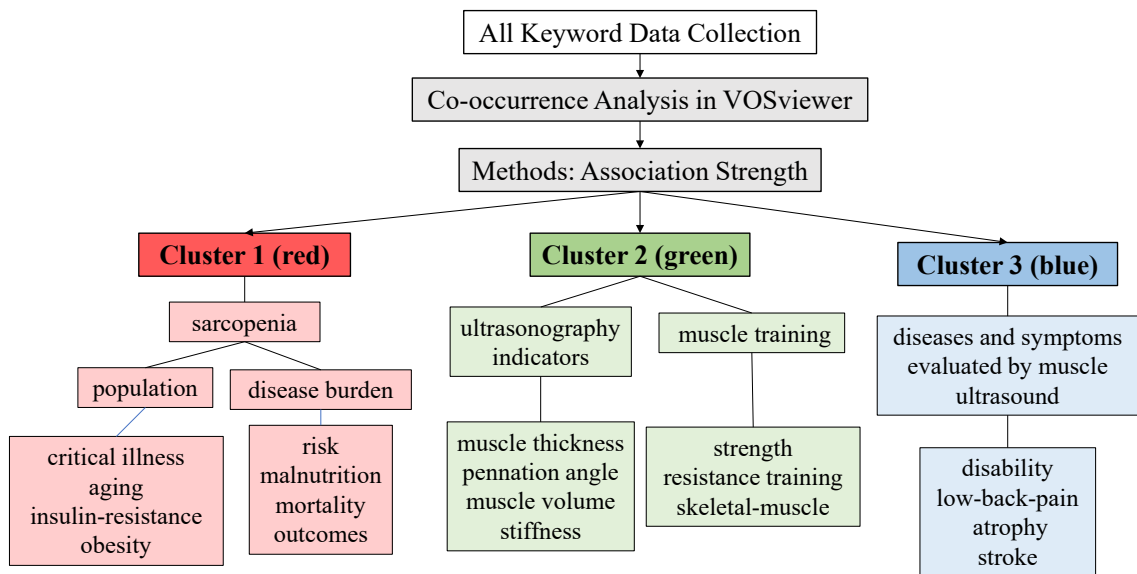 All Keyword Data Collection
Co-occurrence Analysis in VOSviewer
Methods: Association Strength
Cluster 1 (red)
sarcopenia
population
disease burden
critical illness
aging
insulin-resistance
obesity
risk
malnutrition
mortality
outcomes
Cluster 2 (green)
ultrasonography
indicators
muscle training
muscle thickness
pennation angle
muscle volume
stiffness
strength
resistance training
skeletal-muscle
Cluster 3 (blue)
diseases and symptoms
evaluated by muscle
ultrasound
disability
low-back-pain
atrophy
stroke